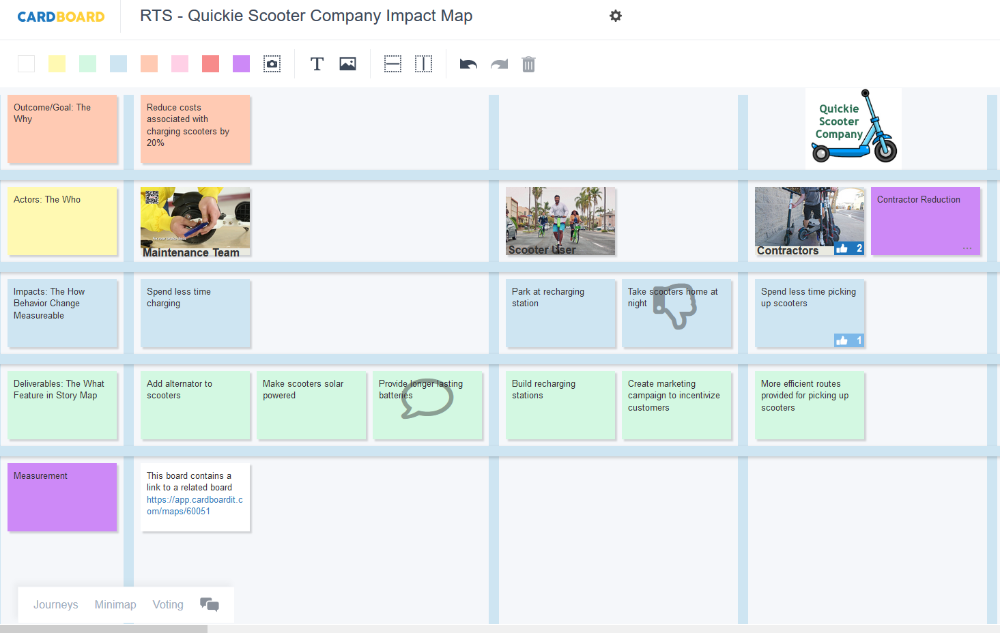 CARDBOARD
RTS - Quickie Scooter Company Impact Map
T
Outcome/Goal: The
Why
Reduce costs
associated with
charging scooters by
20%
Quickie
Scooter
Company
Actors: The Who
Fix rear brake discs
Maintenance Team
Scooter User
Contractors
2
Contractor Reduction
...
Impacts: The How
Behavior Change
Measureable
Spend less time
charging
Park at recharging
station
Take scooters home at
night
Spend less time picking
up scooters
1
Deliverables: The What
Feature in Story Map
Add alternator to
scooters
Make scooters solar
powered
Provide longer lasting
batteries
Build recharging
stations
Create marketing
campaign to incentivize
customers
More efficient routes
provided for picking up
scooters
Measurement
This board contains a
link to a related board
https://app.cardboardit.c
om/maps/60051
Journeys
Minimap
Voting